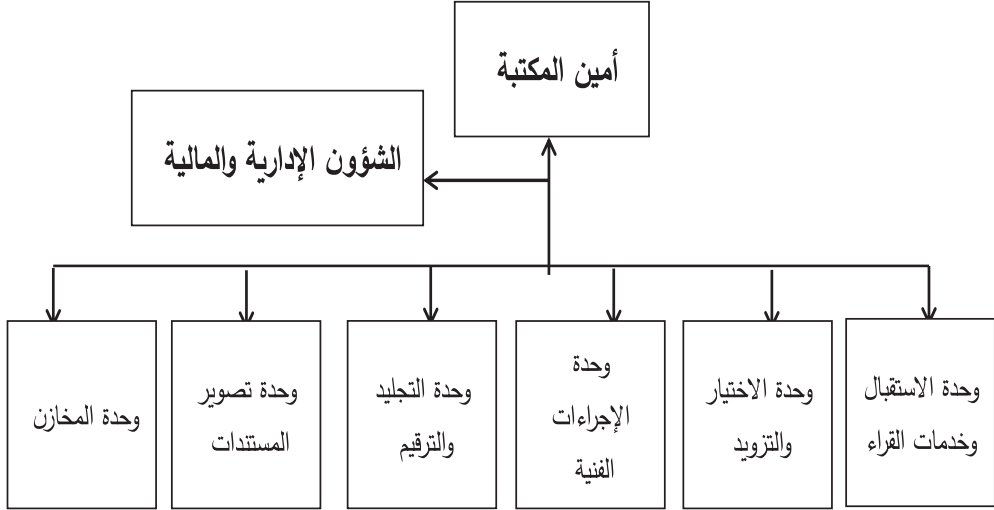 أمين المكتبة
الشؤون الإدارية والمالية
وحدة الاستقبال
وخدمات القراء
وحدة الاختيار
والتزويد
وحدة
الإجراءات
الفنية
وحدة التجليد
والترقيم
وحدة تصوير
المستندات
وحدة المخازن